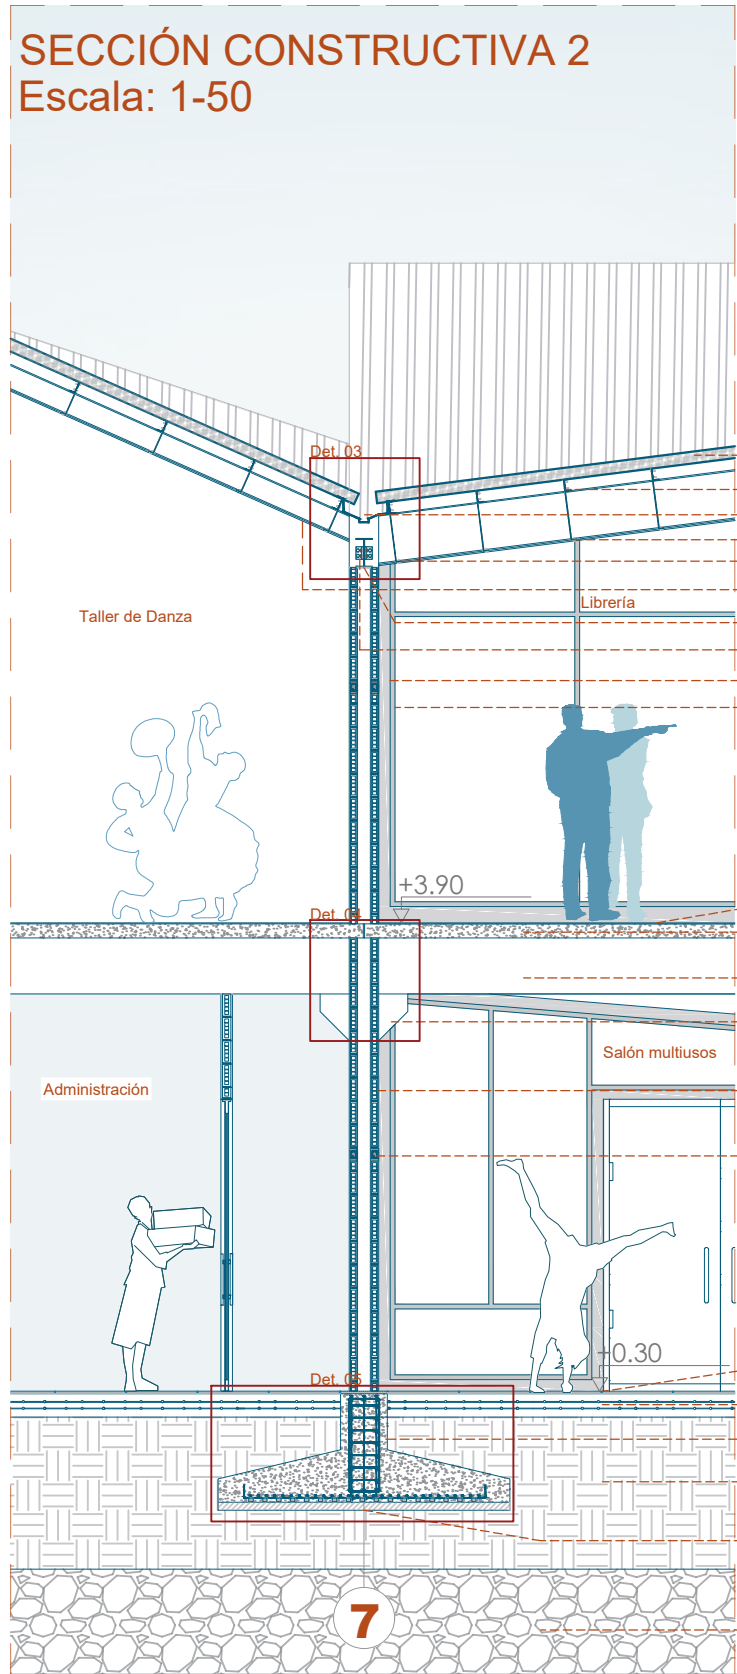 SECCIÓN CONSTRUCTIVA 2
Escala: 1-50
Det. 03
Librería
Taller de Danza
+3.90
Det. 04
Salón multiusos
Administración
+0.30
Det. 05
7